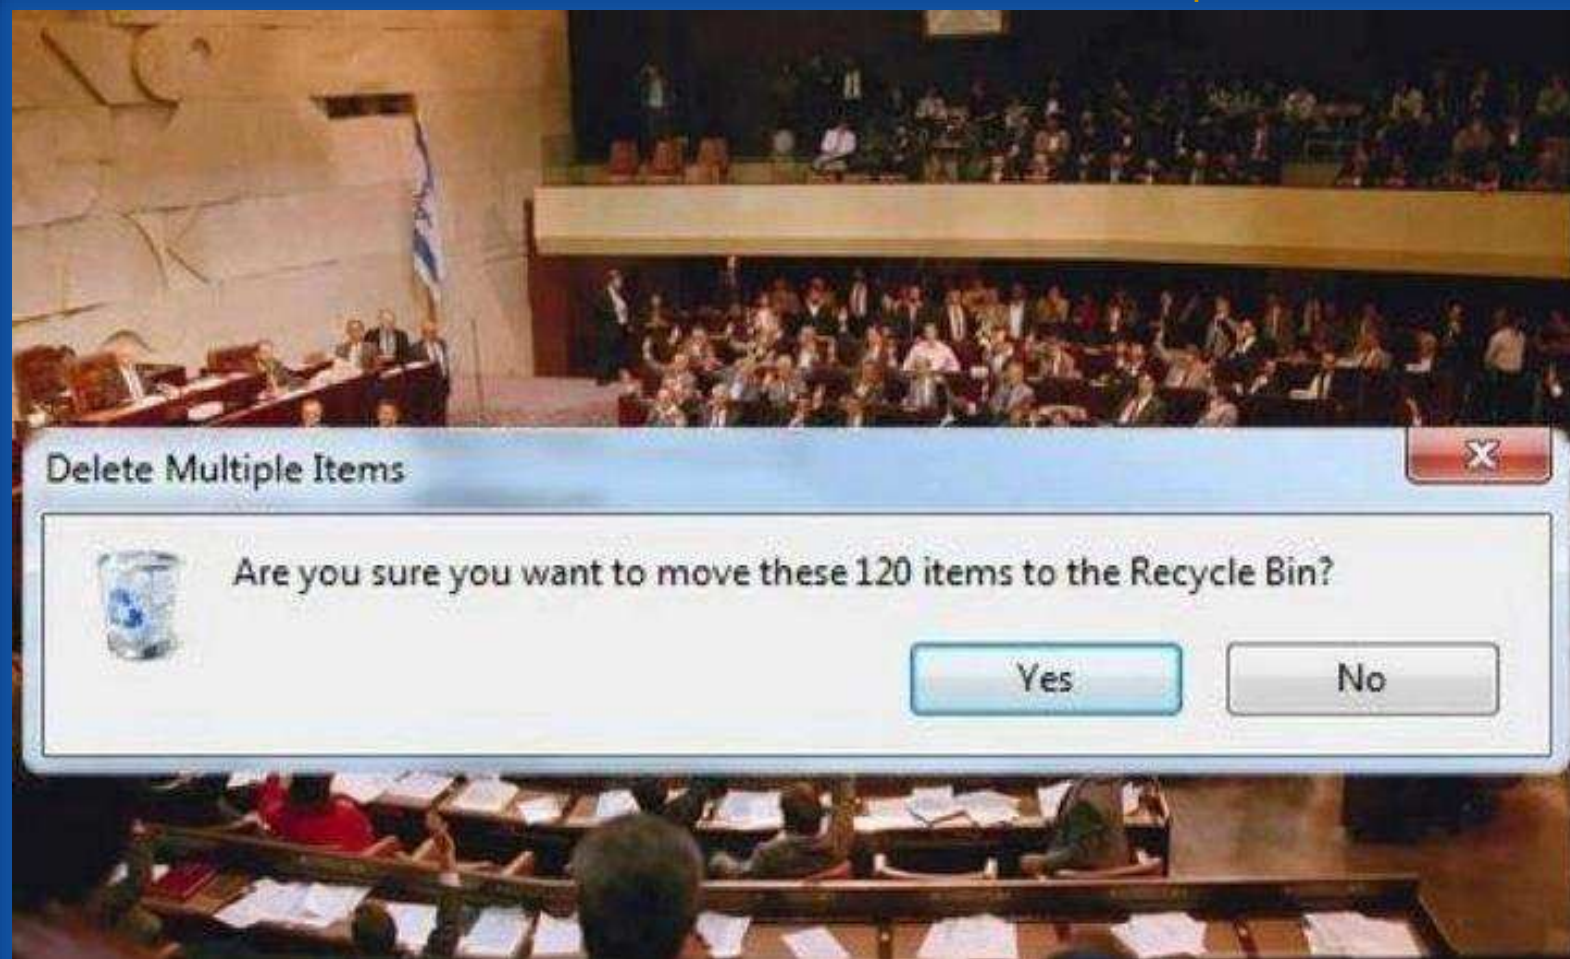 Delete Multiple Items
Are you sure you want to move these 120 items to the Recycle Bin?
Yes
No